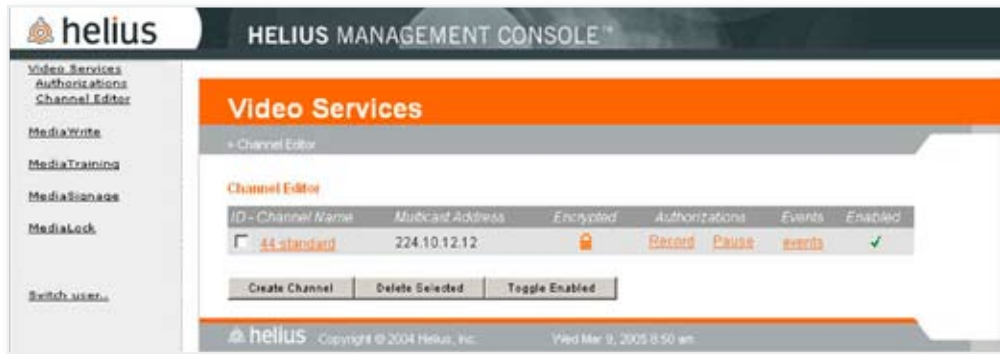 helius
HELIUS MANAGEMENT CONSOLE™
Video Services
Authorizations
Channel Editor
MediaWrite
MediaTraining
MediaSignage
MediaLock
Switch user...
Video Services
» Channel Editor
Channel Editor
ID - Channel Name Multicast Address Encrypted Authorizations Events Enabled
44 standard 224.10.12.12 Record Pause events
Create Channel Delete Selected Toggle Enabled
helius Copyright © 2004 Helius, Inc. Wed Mar 9, 2005 8:50 am